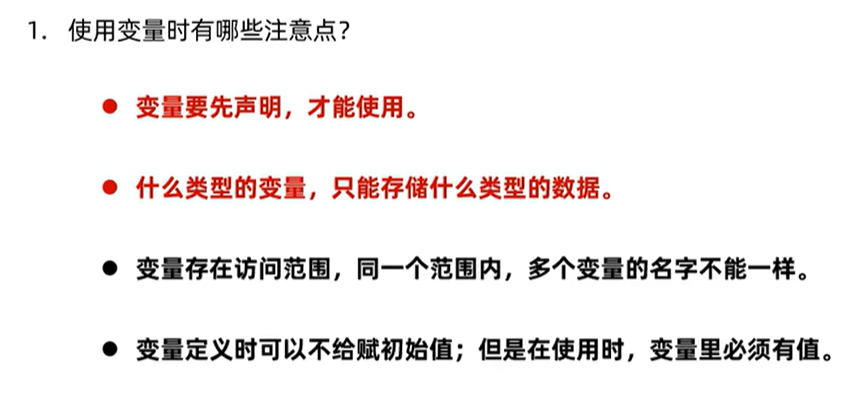 1. 使用变量时有哪些注意点？
● 变量要先声明，才能使用。
● 什么类型的变量，只能存储什么类型的数据。
● 变量存在访问范围，同一个范围内，多个变量的名字不能一样。
● 变量定义时可以不给赋初始值；但是在使用时，变量里必须有值。